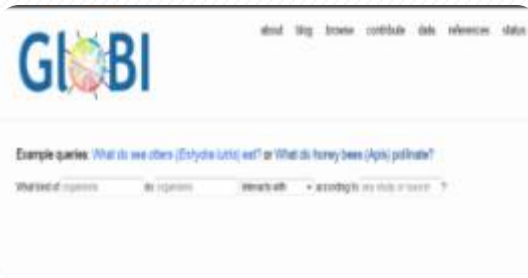 GLOBI
about blog browse contribute data references status
Example queries: What do sea otters (Enhydra lutris) eat? or What do honey bees (Apis) pollinate?
What kind of organisms do organisms interacts with according to any study or source ?